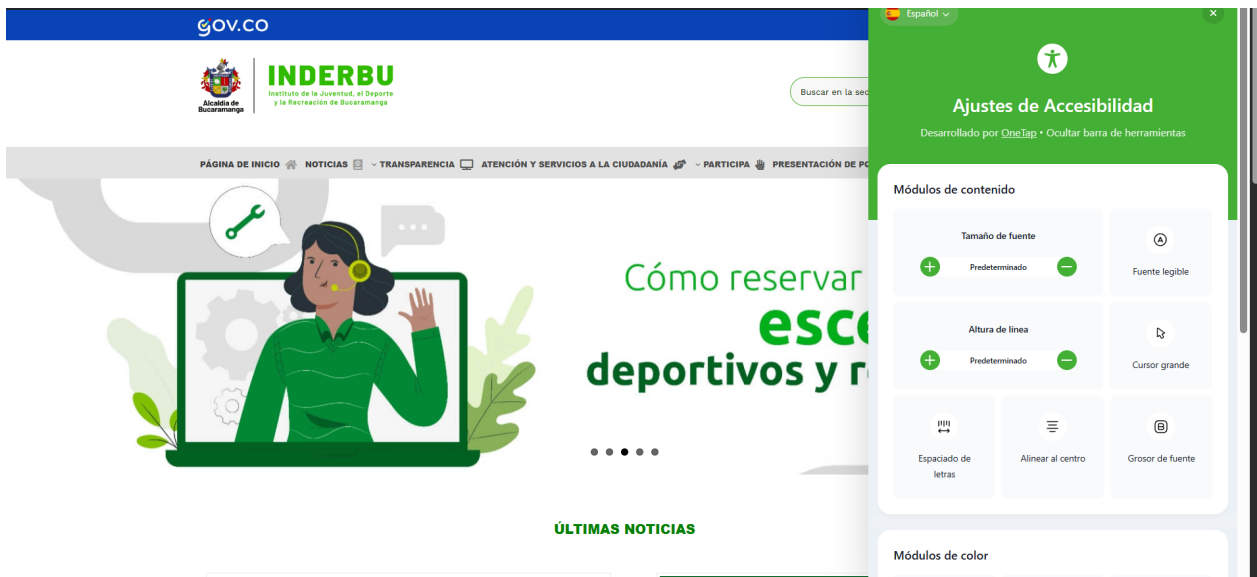 GOV.CO
Español
Alcaldía de
Bucaramanga
INDERBU
Instituto de la Juventud, el Deporte
y la Recreación de Bucaramanga
Buscar en la sec
PÁGINA DE INICIO NOTICIAS TRANSPARENCIA ATENCIÓN Y SERVICIOS A LA CIUDADANÍA PARTICIPA PRESENTACIÓN DE PO
Cómo reservar
esce
deportivos y r
ÚLTIMAS NOTICIAS
Ajustes de Accesibilidad
Desarrollado por OneTap • Ocultar barra de herramientas
Módulos de contenido
Tamaño de fuente
Predeterminado
Fuente legible
Altura de línea
Predeterminado
Cursor grande
Espaciado de
letras
Alinear al centro
Grosor de fuente
Módulos de color